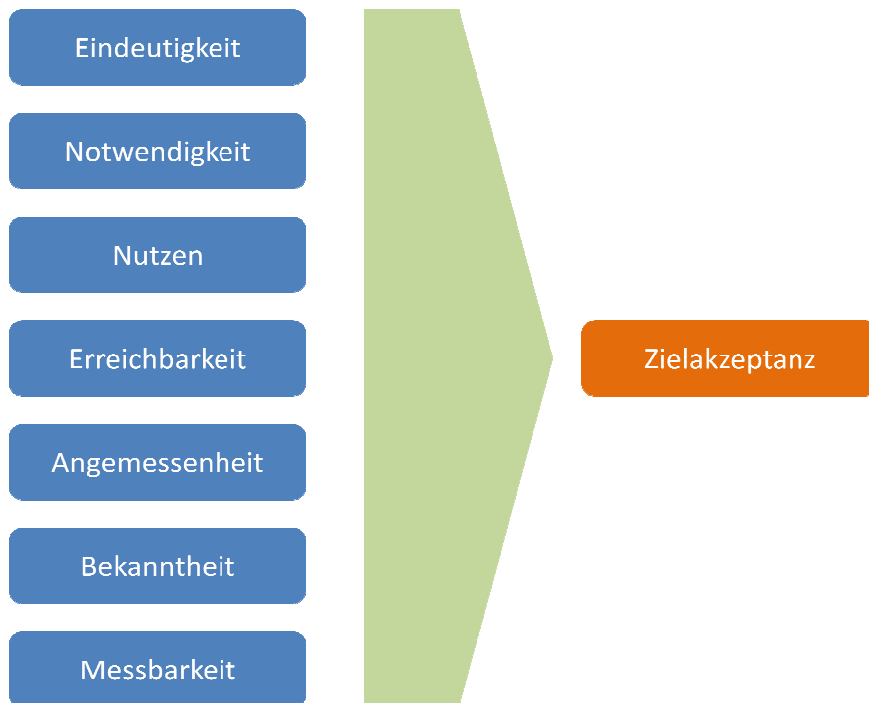 Eindeutigkeit
Notwendigkeit
Nutzen
Erreichbarkeit
Zielakzeptanz
Angemessenheit
Bekanntheit
Messbarkeit